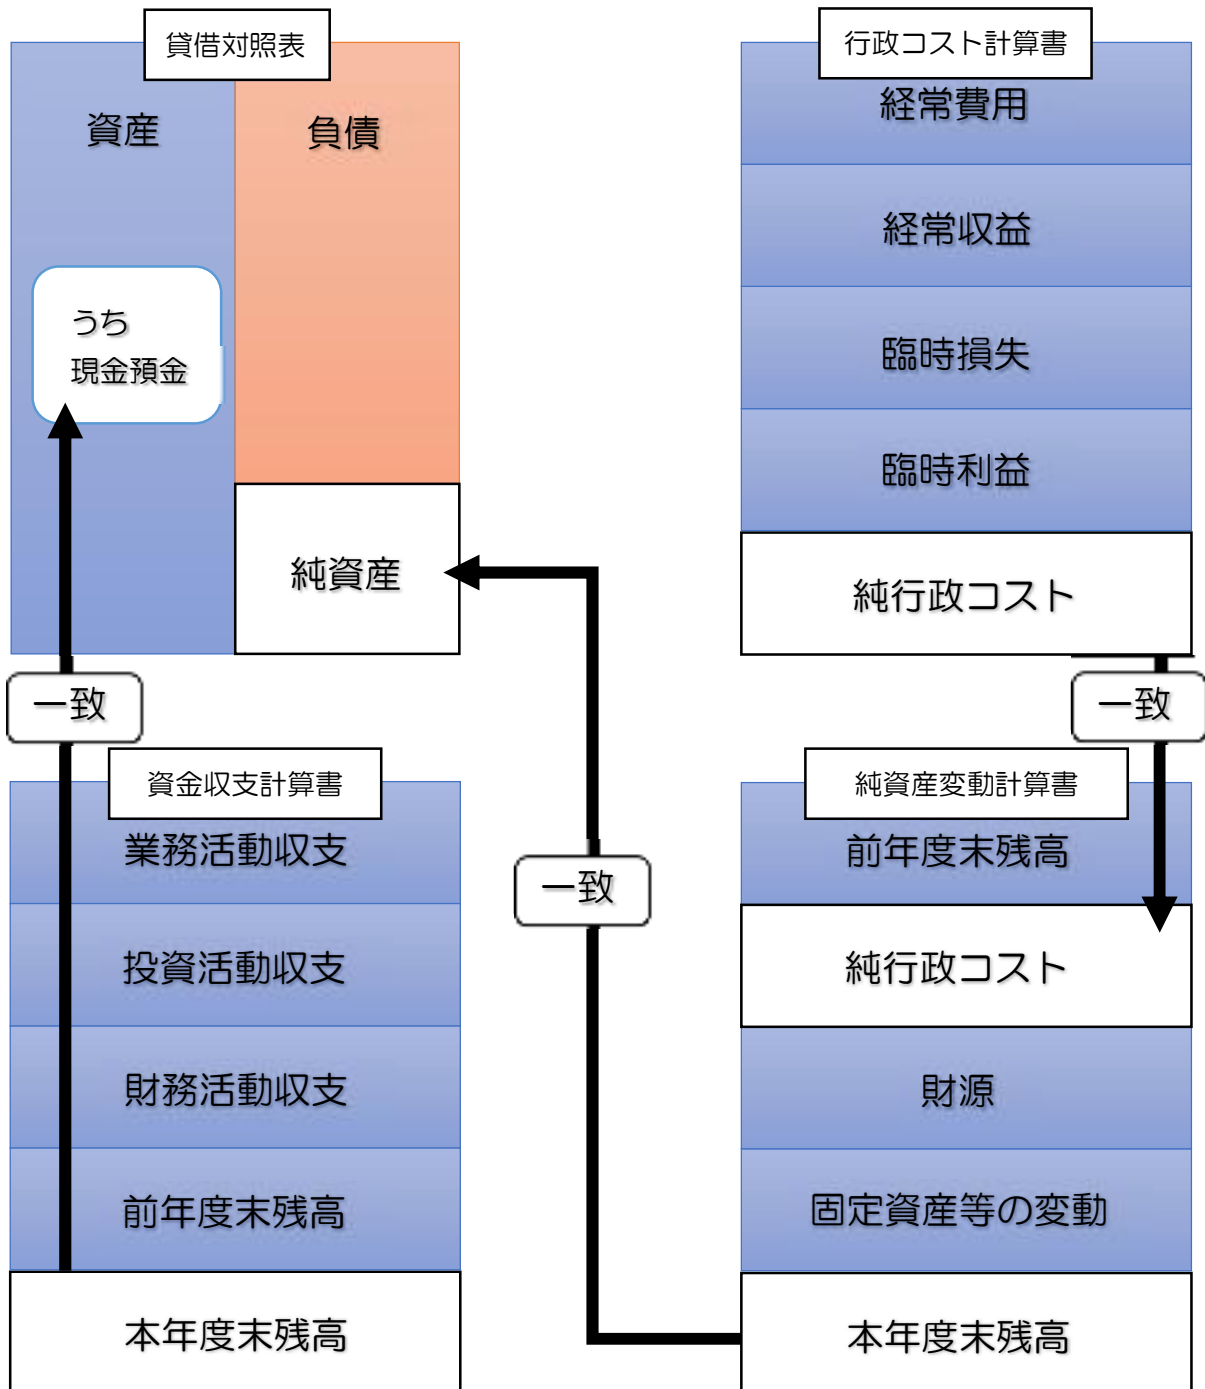 貸借対照表
資産
負債
うち
現金預金
純資産
行政コスト計算書
経常費用
経常収益
臨時損失
臨時利益
純行政コスト
一致
一致
資金収支計算書
業務活動収支
投資活動収支
財務活動収支
前年度末残高
本年度末残高
一致
純資産変動計算書
前年度末残高
純行政コスト
財源
固定資産等の変動
本年度末残高